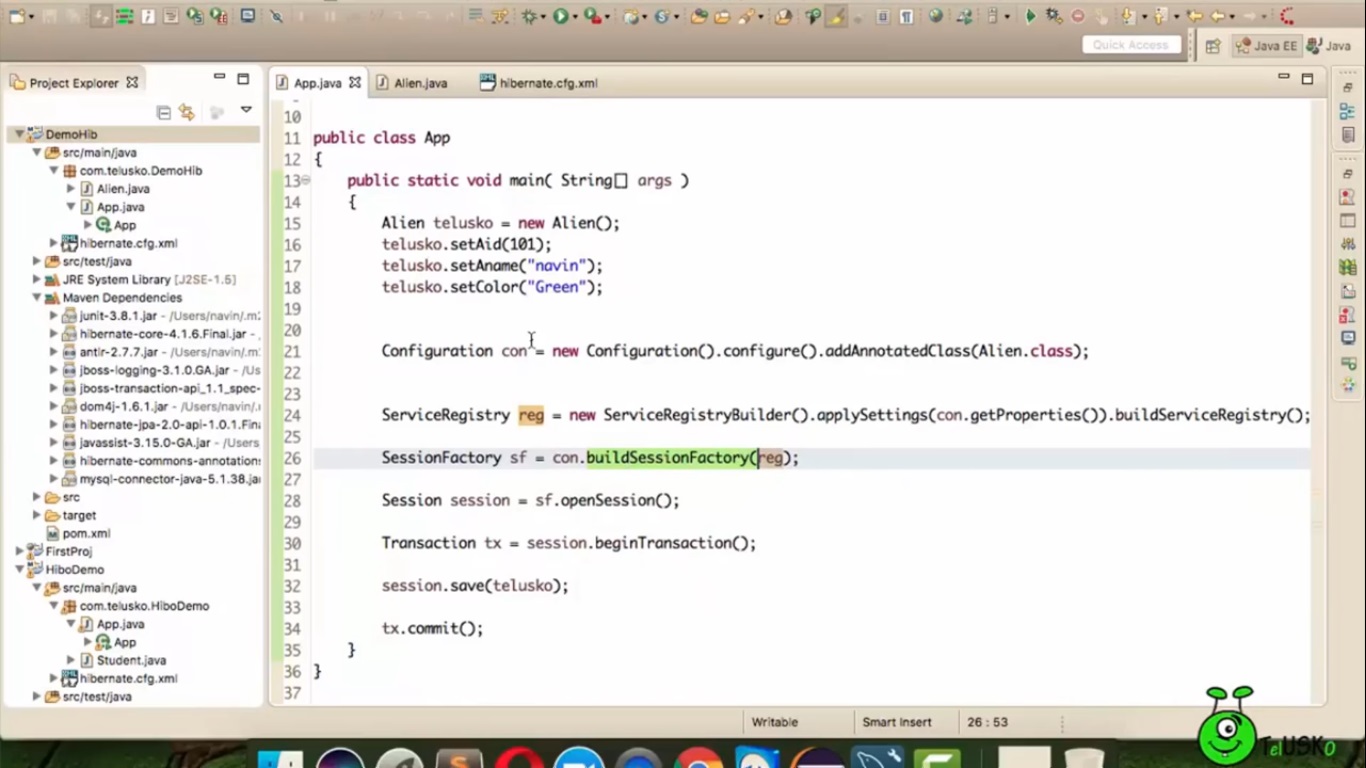 Quick Access
Java EE
Java
Project Explorer
App.java
Alien.java
hibernate.cfg.xml
DemoHib
src/main/java
com.telusko.DemoHib
Alien.java
App.java
App
hibernate.cfg.xml
src/test/java
JRE System Library [J2SE-1.5]
Maven Dependencies
junit-3.8.1.jar - /Users/navin/.m2
hibernate-core-4.1.6.Final.jar -
antlr-2.7.7.jar - /Users/navin/.m
jboss-logging-3.1.0.GA.jar - /Us
jboss-transaction-api_1.1_spec-
dom4j-1.6.1.jar - /Users/navin/.
hibernate-jpa-2.0-api-1.0.1.Fina
javassist-3.15.0-GA.jar - /Users
hibernate-commons-annotations
mysql-connector-java-5.1.38.jar
src
target
pom.xml
FirstProj
HiboDemo
src/main/java
com.telusko.HiboDemo
App.java
App
Student.java
hibernate.cfg.xml
src/test/java
10
11 public class App
12 {
13 public static void main( String[] args )
14 {
15 Alien telusko = new Alien();
16 telusko.setAid(101);
17 telusko.setAname("navin");
18 telusko.setColor("Green");
19
20
21 Configuration con = new Configuration().configure().addAnnotatedClass(Alien.class);
22
23
24 ServiceRegistry reg = new ServiceRegistryBuilder().applySettings(con.getProperties()).buildServiceRegistry();
25
26 SessionFactory sf = con.buildSessionFactory(reg);
27
28 Session session = sf.openSession();
29
30 Transaction tx = session.beginTransaction();
31
32 session.save(telusko);
33
34 tx.commit();
35 }
36 }
37
Writable
Smart Insert
26 : 53
TelUSKO